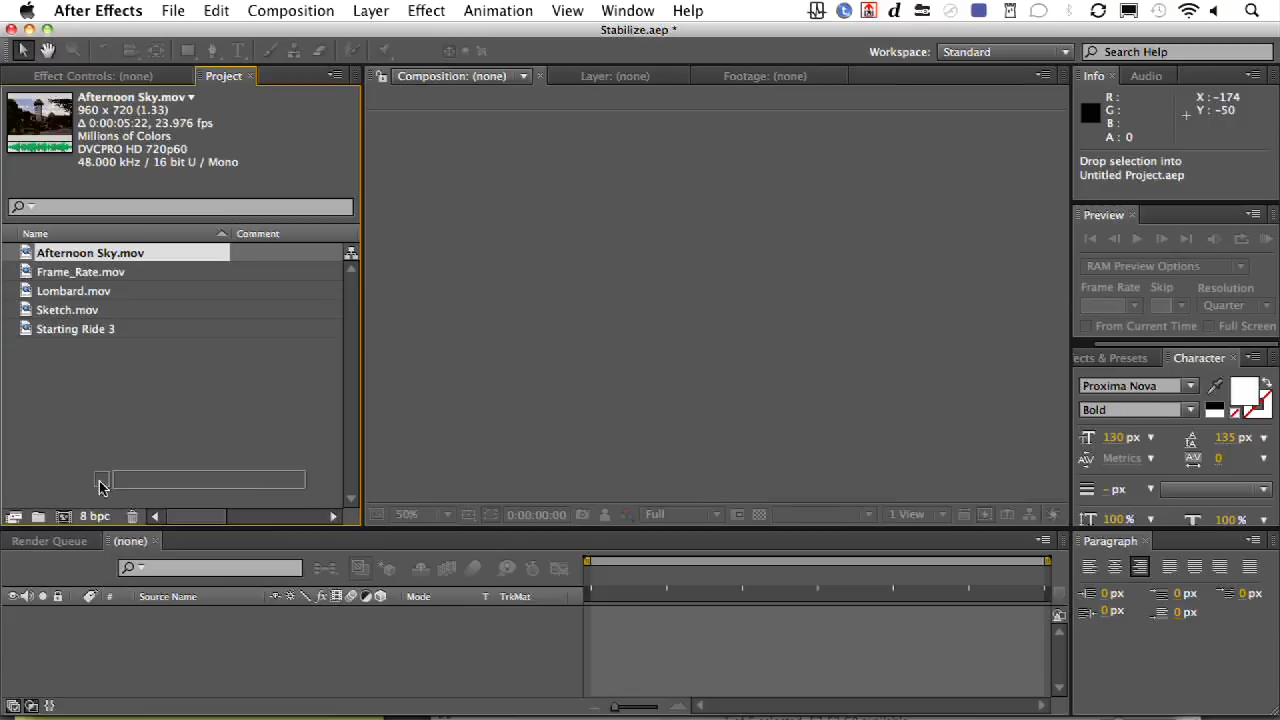 After Effects File Edit Composition Layer Effect Animation View Window Help
Stabilize.aep *
Workspace: Standard Search Help
Effect Controls: (none) Project Composition: (none) Layer: (none) Footage: (none) Info Audio
Afternoon Sky.mov
960 x 720 (1.33)
Δ 0:00:05:22, 23.976 fps
Millions of Colors
DVCPRO HD 720p60
48.000 kHz / 16 bit U / Mono
R:
G:
B:
A: 0
X: -174
Y: -50
Drop selection into
Untitled Project.aep
Name Comment
Afternoon Sky.mov
Frame_Rate.mov
Lombard.mov
Sketch.mov
Starting Ride 3
Preview
RAM Preview Options
Frame Rate Skip Resolution
Quarter
From Current Time Full Screen
ects & Presets Character
Proxima Nova
Bold
130 px 135 px
Metrics 0
- px
100 % 100 %
8 bpc
50% 0:00:00:00 Full 1 View
Render Queue (none)
# Source Name Mode T TrkMat
Paragraph
0 px 0 px 0 px
0 px 0 px